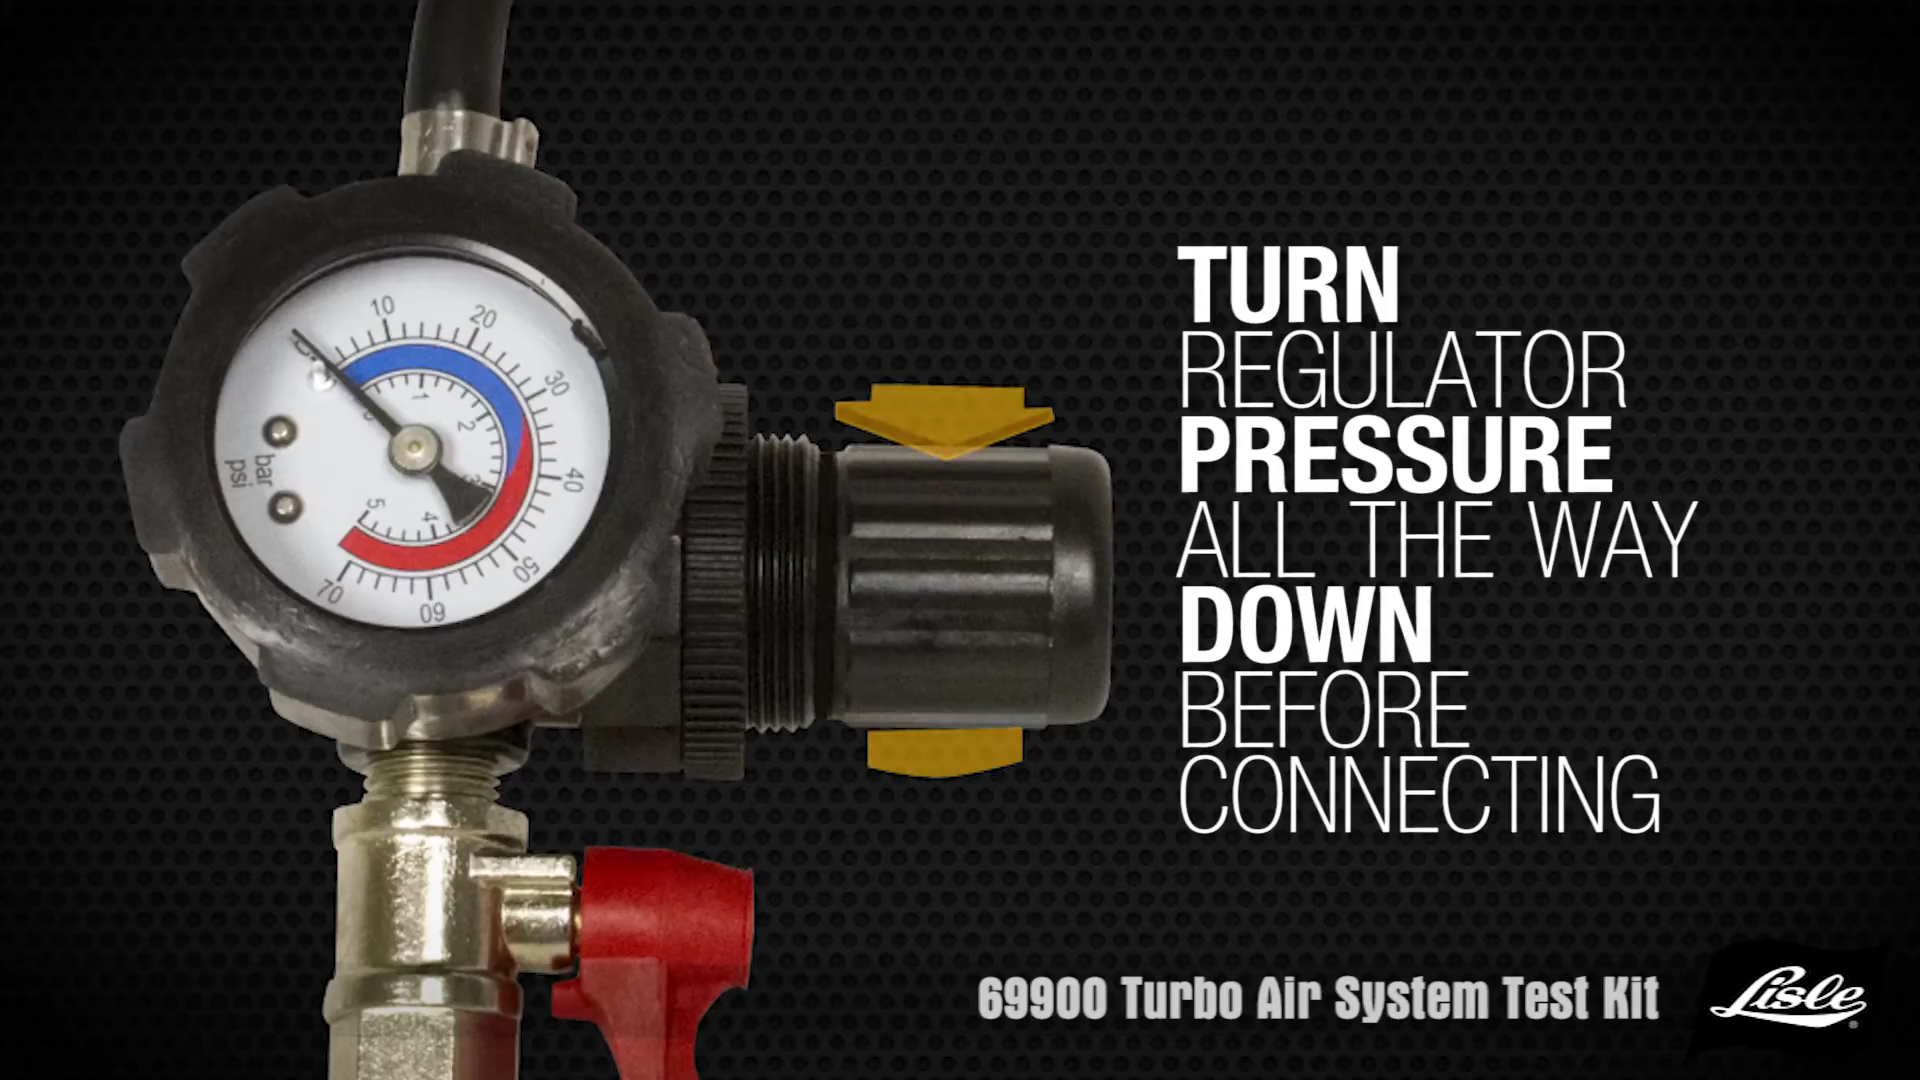 TURN
REGULATOR
PRESSURE
ALL THE WAY
DOWN
BEFORE
CONNECTING
10
20
30
40
50
60
70
1
2
3
4
5
bar
psi
69900 Turbo Air System Test Kit
Lisle®